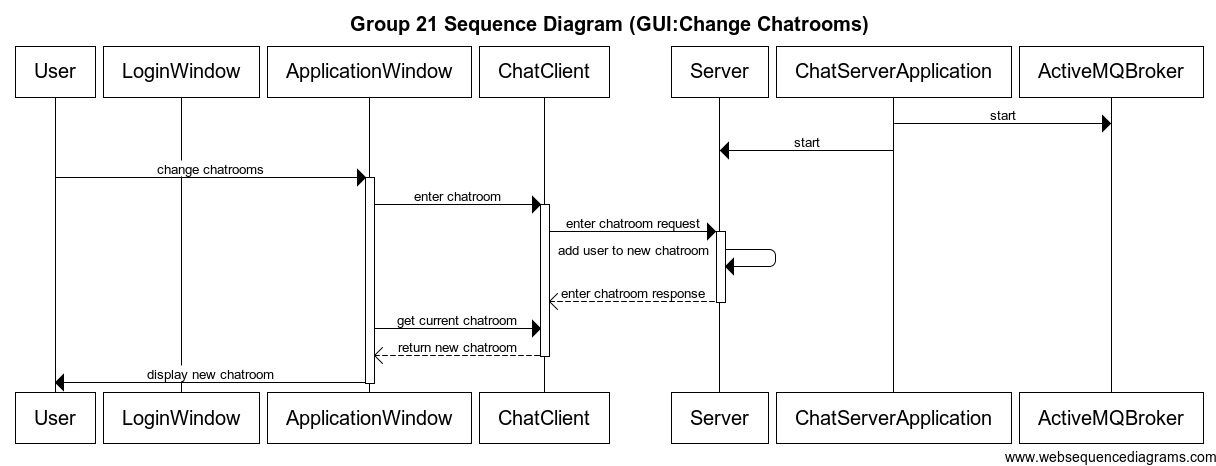 Group 21 Sequence Diagram (GUI:Change Chatrooms)
User LoginWindow ApplicationWindow ChatClient Server ChatServerApplication ActiveMQBroker
start
start
change chatrooms
enter chatroom
enter chatroom request
add user to new chatroom
enter chatroom response
get current chatroom
return new chatroom
display new chatroom
User LoginWindow ApplicationWindow ChatClient Server ChatServerApplication ActiveMQBroker
www.websequencediagrams.com